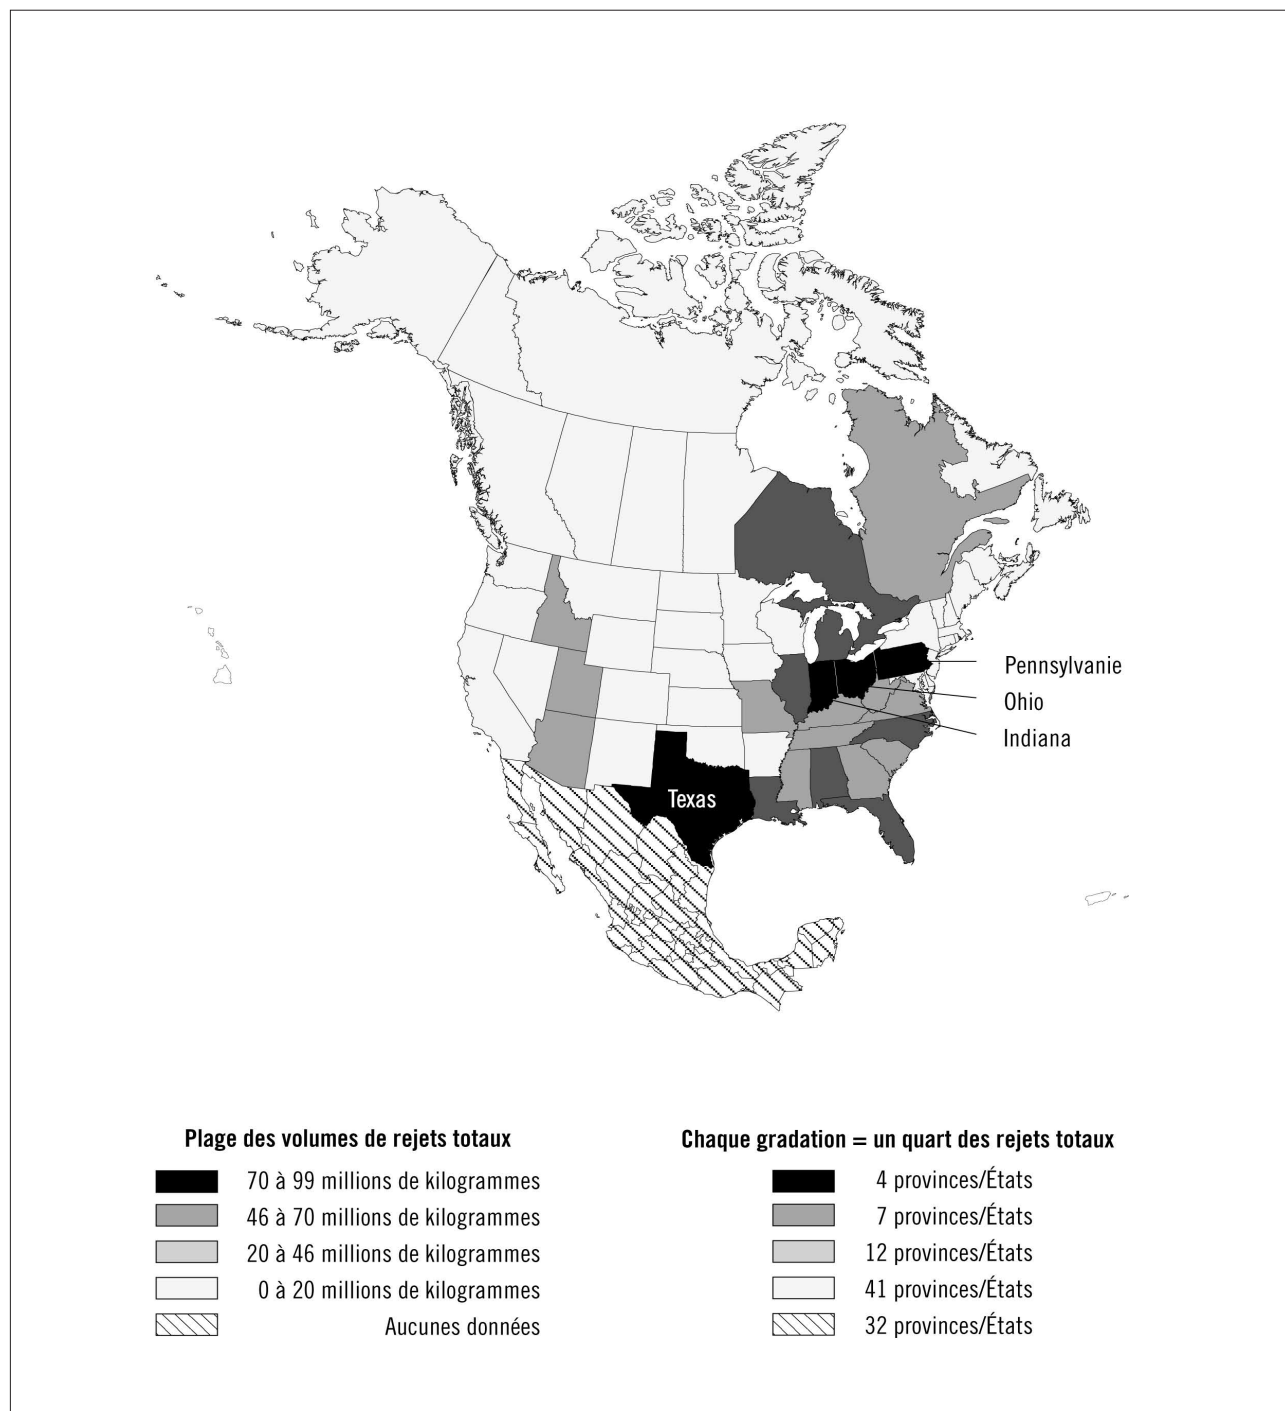 Pennsylvanie
Ohio
Indiana
Texas
Plage des volumes de rejets totaux
70 à 99 millions de kilogrammes
46 à 70 millions de kilogrammes
20 à 46 millions de kilogrammes
0 à 20 millions de kilogrammes
Aucunes données
Chaque gradation = un quart des rejets totaux
4 provinces/États
7 provinces/États
12 provinces/États
41 provinces/États
32 provinces/États